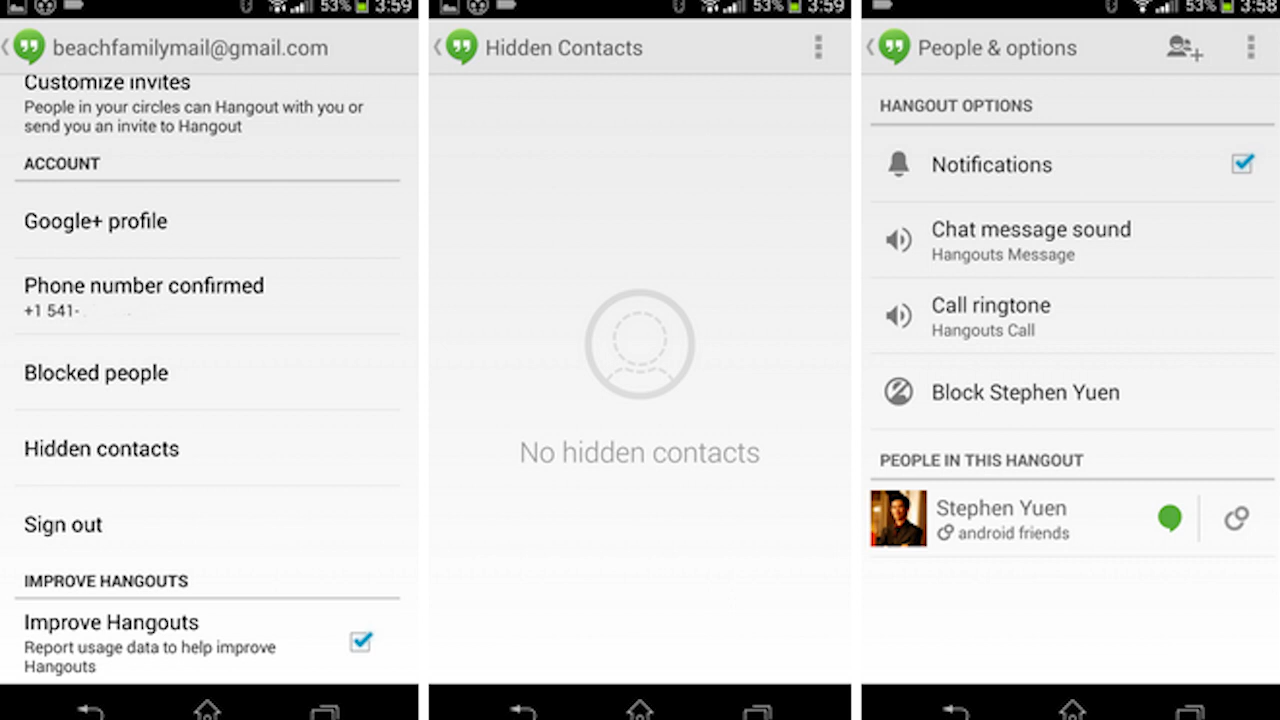 53% 3:59
beachfamilymail@gmail.com
Customize invites
People in your circles can Hangout with you or
send you an invite to Hangout
ACCOUNT
Google+ profile
Phone number confirmed
+1 541-
Blocked people
Hidden contacts
Sign out
IMPROVE HANGOUTS
Improve Hangouts
Report usage data to help improve
Hangouts
53% 3:59
Hidden Contacts
No hidden contacts
53% 3:58
People & options
HANGOUT OPTIONS
Notifications
Chat message sound
Hangouts Message
Call ringtone
Hangouts Call
Block Stephen Yuen
PEOPLE IN THIS HANGOUT
Stephen Yuen
android friends